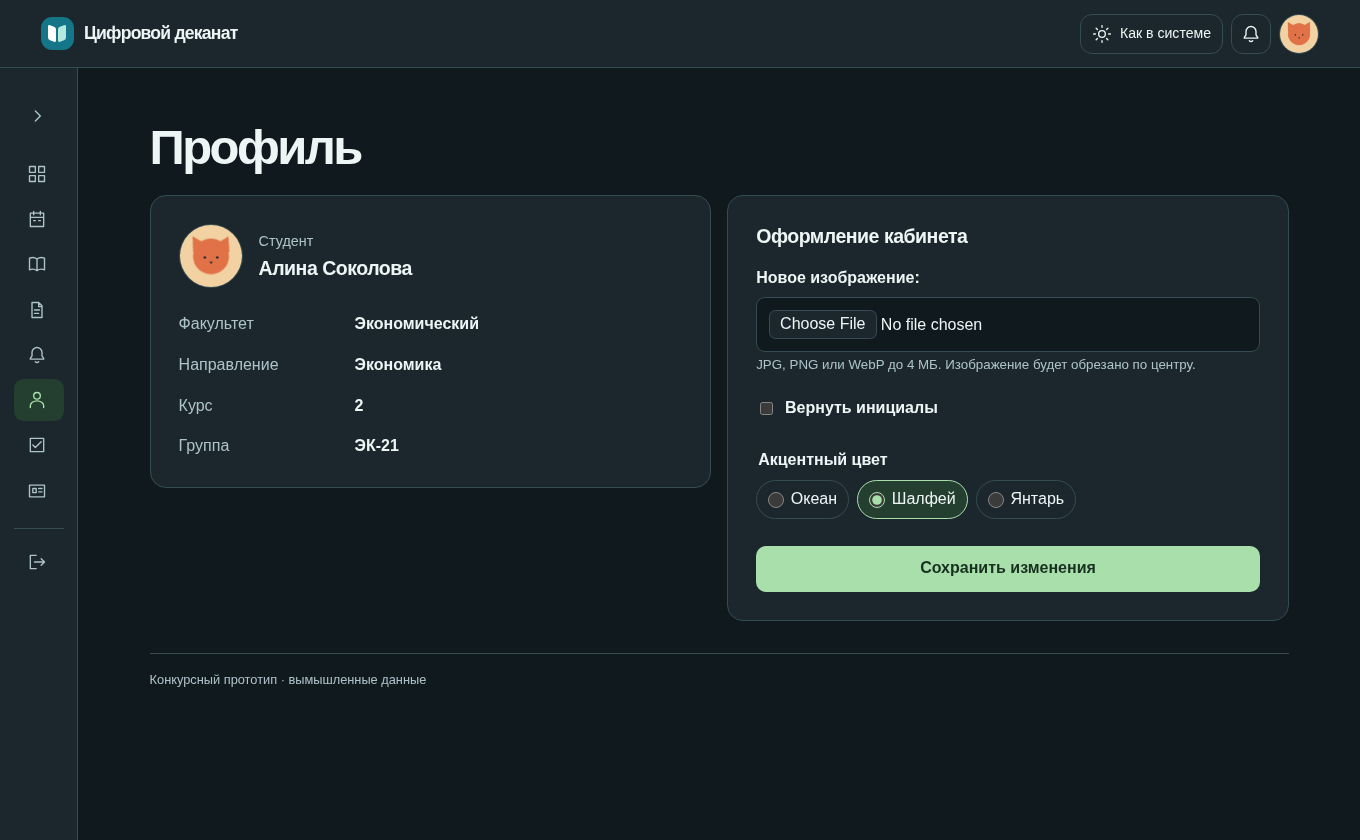 Цифровой деканат
Как в системе
Профиль
Студент
Алина Соколова
Факультет Экономический
Направление Экономика
Курс 2
Группа ЭК-21
Оформление кабинета
Новое изображение:
Choose File No file chosen
JPG, PNG или WebP до 4 МБ. Изображение будет обрезано по центру.
Вернуть инициалы
Акцентный цвет
Океан Шалфей Янтарь
Сохранить изменения
Конкурсный прототип · вымышленные данные